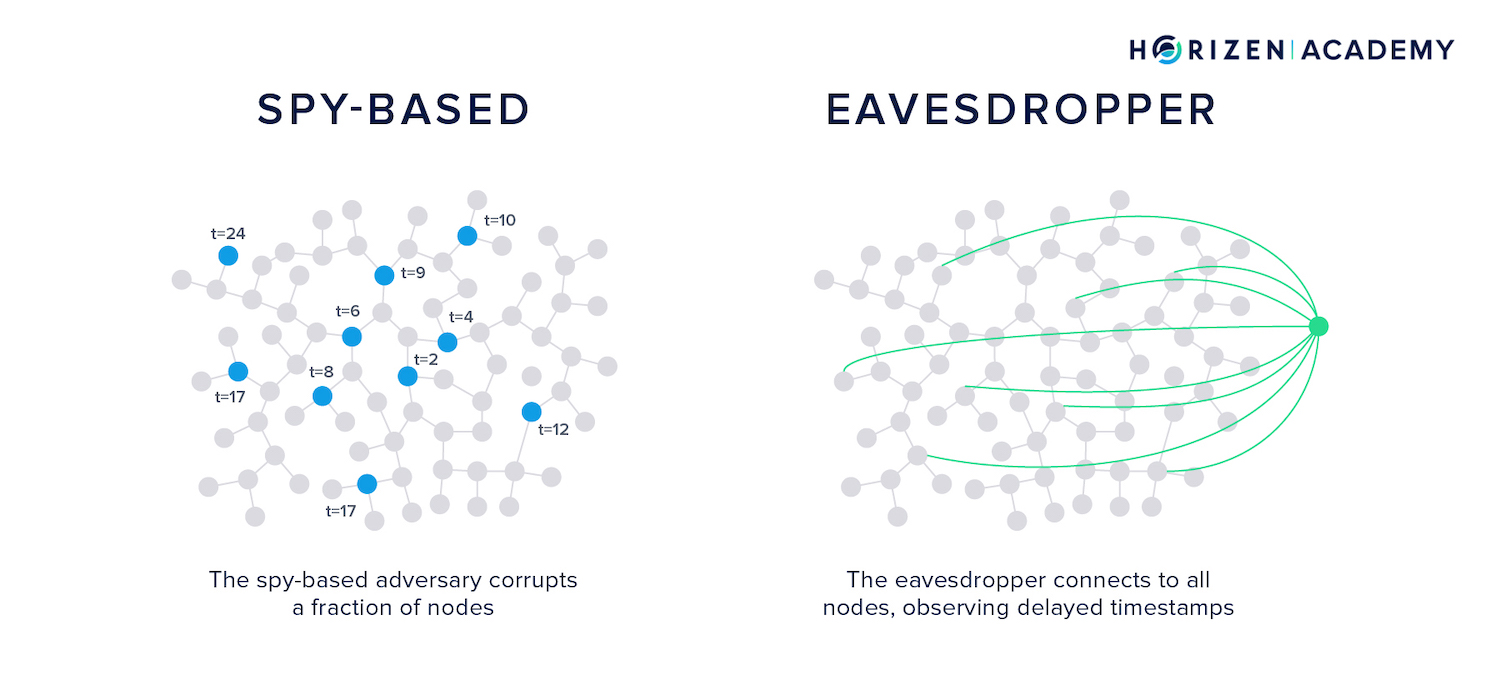 HORIZEN ACADEMY
SPY-BASED
EAVESDROPPER
t=10
t=24
t=9
t=6
t=4
t=2
t=8
t=17
t=12
t=17
The spy-based adversary corrupts
a fraction of nodes
The eavesdropper connects to all
nodes, observing delayed timestamps